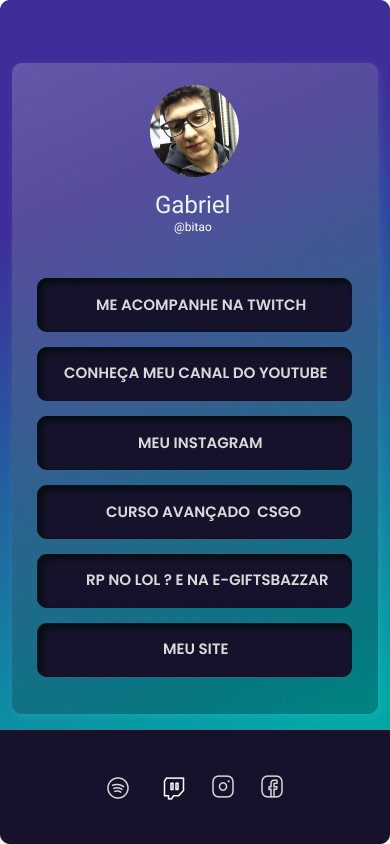 Gabriel
@bitao
ME ACOMPANHE NA TWITCH
CONHEÇA MEU CANAL DO YOUTUBE
MEU INSTAGRAM
CURSO AVANÇADO  CSGO
RP NO LOL ? E NA E-GIFTSBAZZAR
MEU SITE